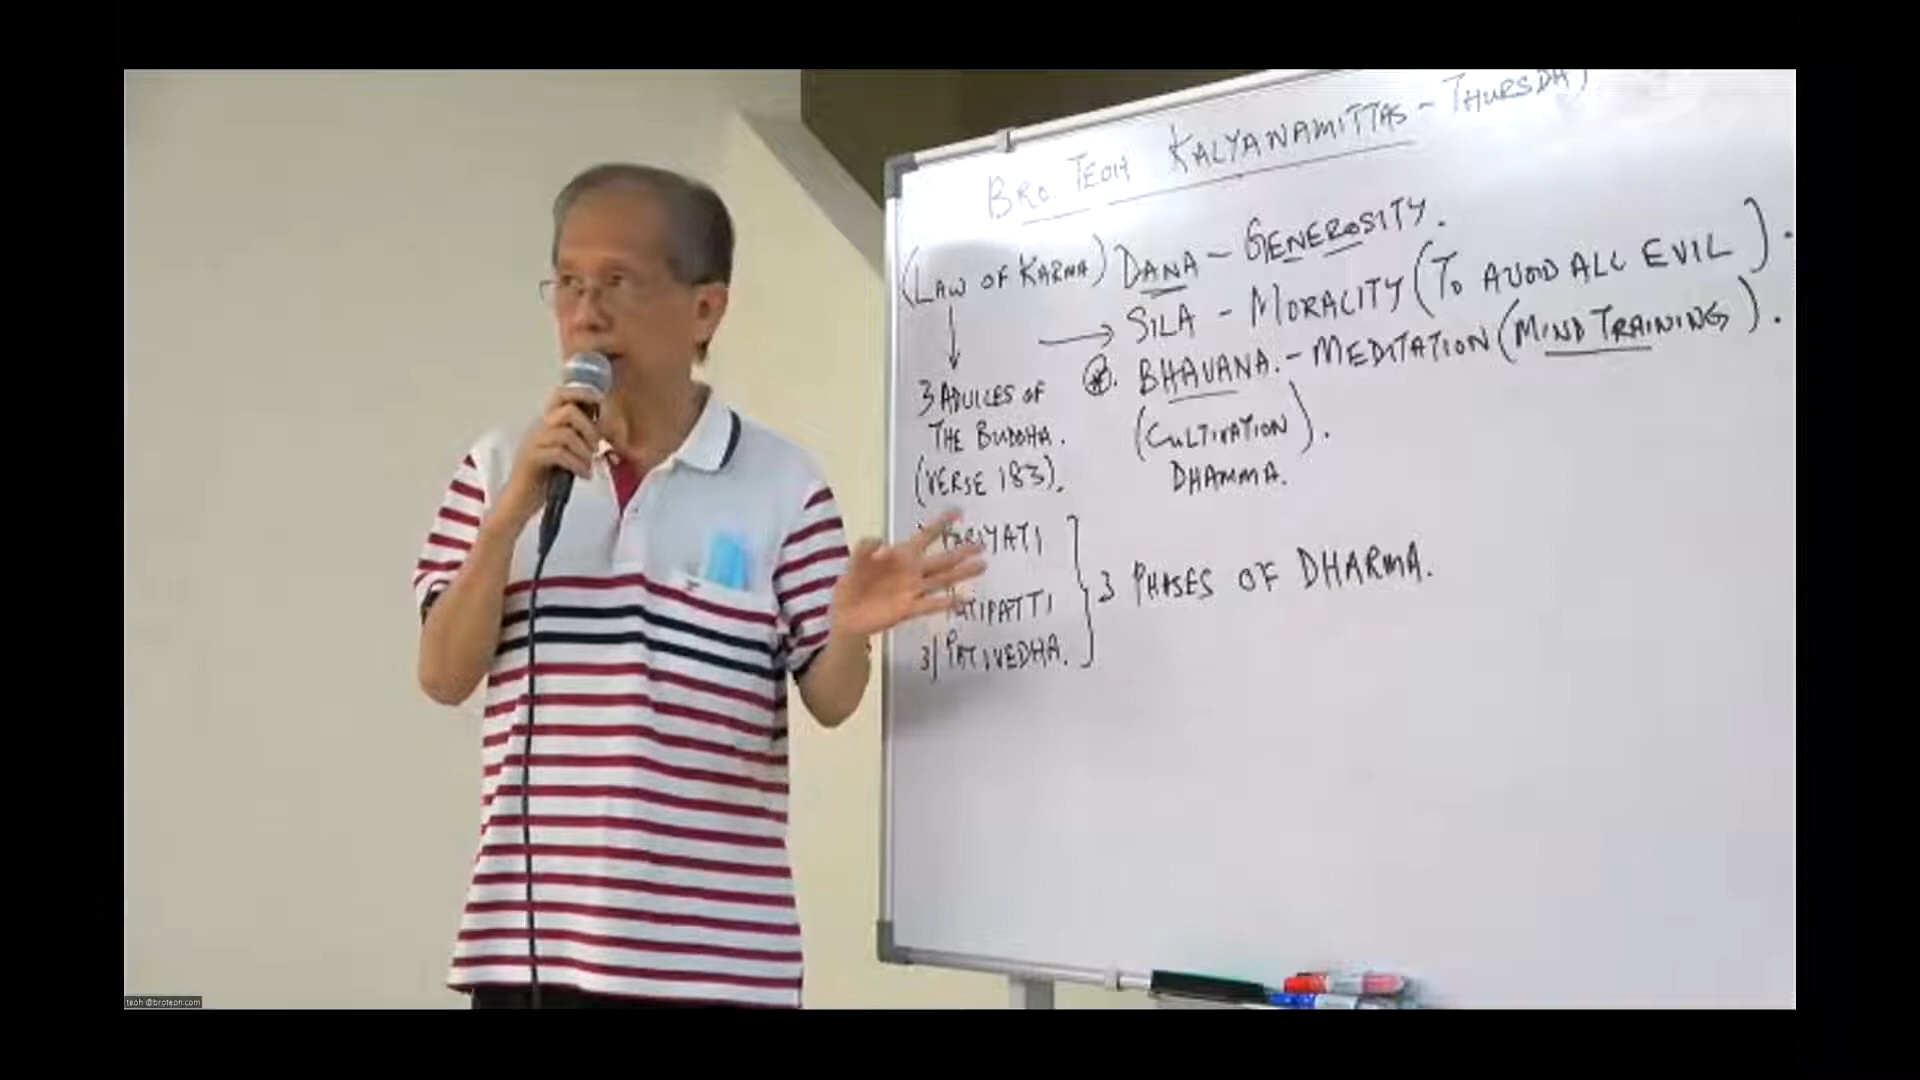 BRO. TEOH KALYANAMITTAS - THURSDAY
(LAW OF KARMA) DANA - GENEROSITY.
→ SILA - MORALITY (TO AVOID ALL EVIL).
BHAVANA. - MEDITATION (MIND TRAINING).
(CULTIVATION).
DHAMMA.
3 ADVICES OF
THE BUDDHA.
(VERSE 183).
PARIYATI
PATIPATTI
3) PATIVEDHA.
3 PHASES OF DHARMA.
teoh @broteoh.com